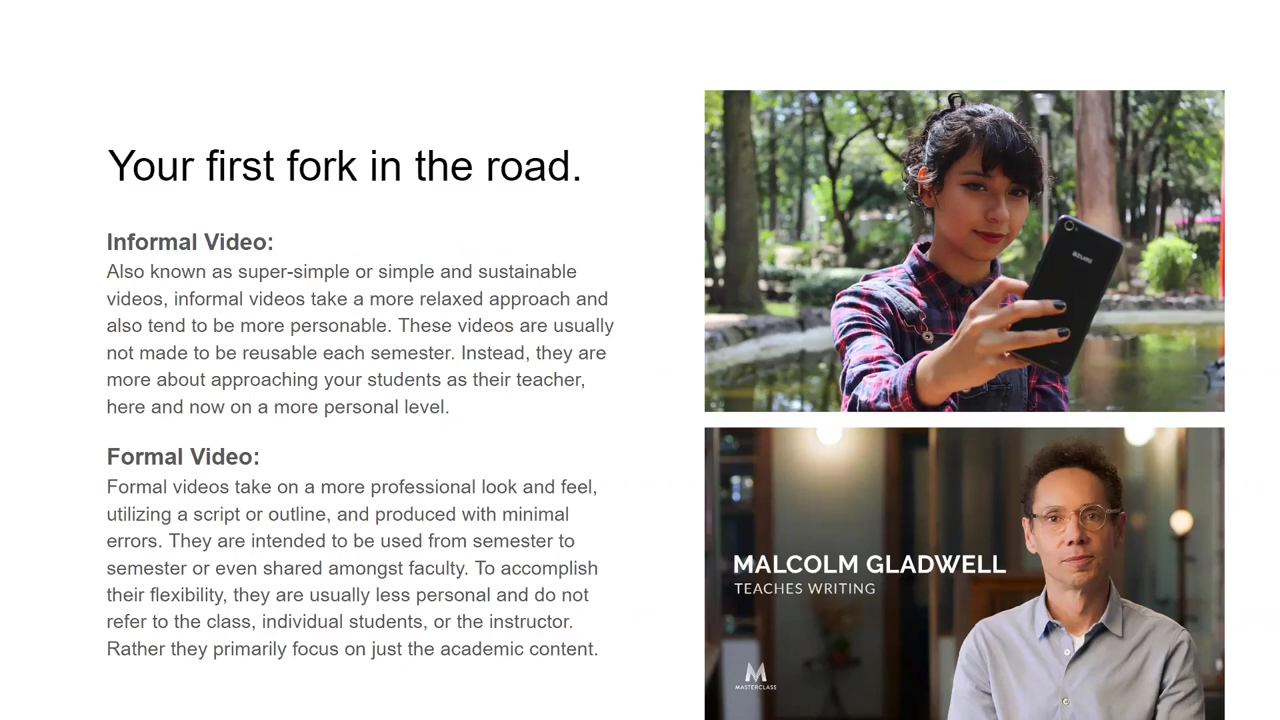 Your first fork in the road.
Informal Video:
Also known as super-simple or simple and sustainable
videos, informal videos take a more relaxed approach and
also tend to be more personable. These videos are usually
not made to be reusable each semester. Instead, they are
more about approaching your students as their teacher,
here and now on a more personal level.
Formal Video:
Formal videos take on a more professional look and feel,
utilizing a script or outline, and produced with minimal
errors. They are intended to be used from semester to
semester or even shared amongst faculty. To accomplish
their flexibility, they are usually less personal and do not
refer to the class, individual students, or the instructor.
Rather they primarily focus on just the academic content.
azumi
MALCOLM GLADWELL
TEACHES WRITING
M
MASTERCLASS